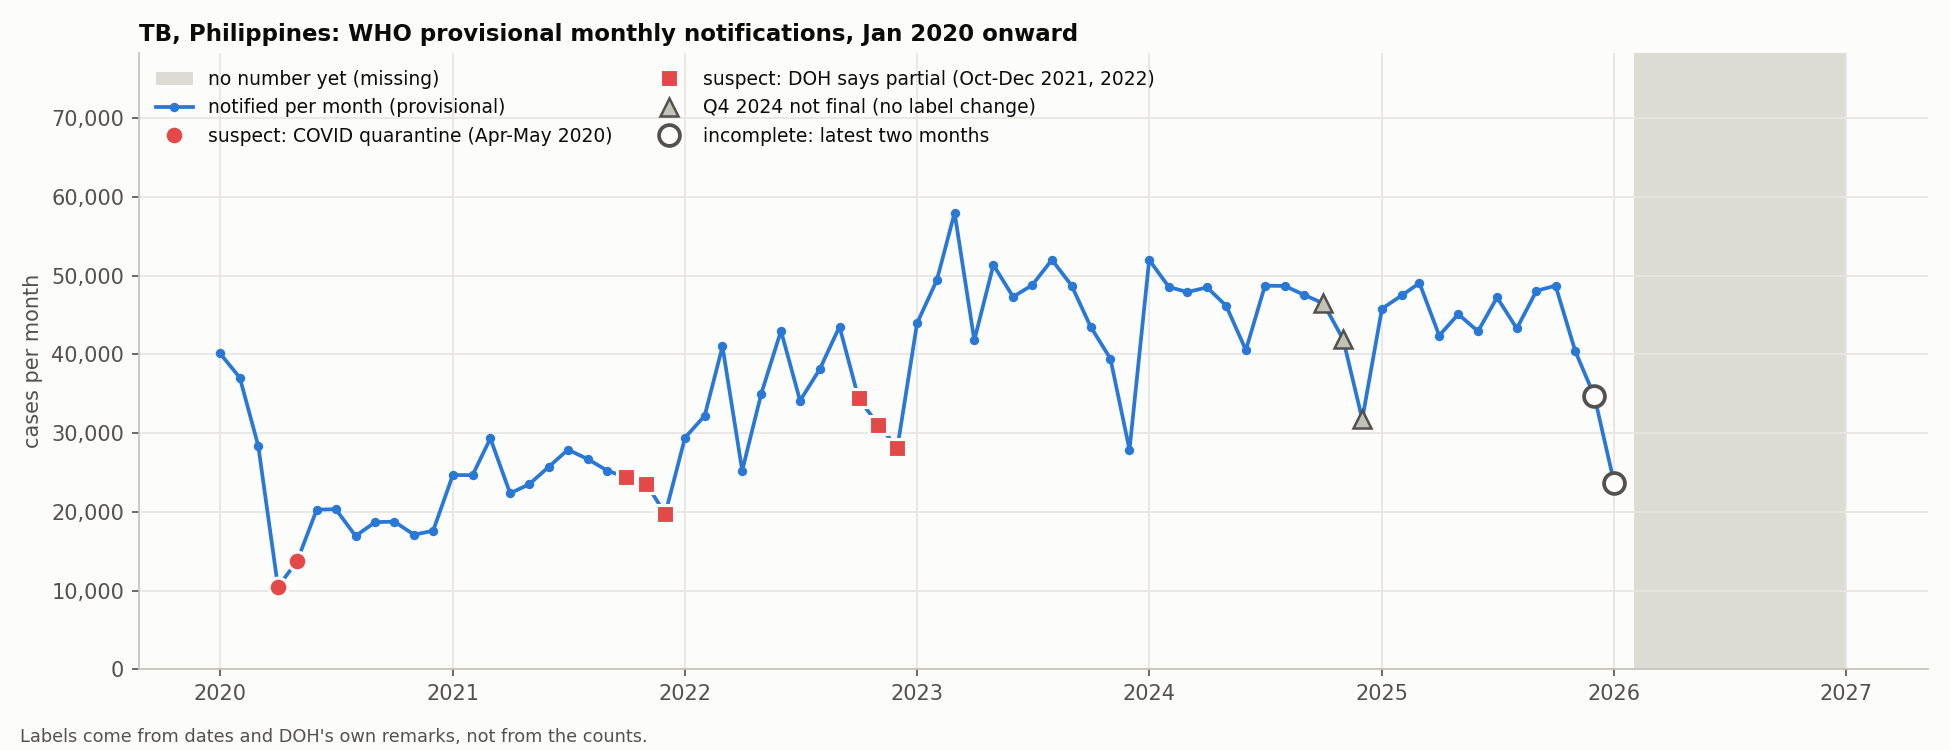 TB, Philippines: WHO provisional monthly notifications, Jan 2020 onward
no number yet (missing)
notified per month (provisional)
suspect: COVID quarantine (Apr-May 2020)
suspect: DOH says partial (Oct-Dec 2021, 2022)
Q4 2024 not final (no label change)
incomplete: latest two months
cases per month
70,000
60,000
50,000
40,000
30,000
20,000
10,000
0
2020 2021 2022 2023 2024 2025 2026 2027
Labels come from dates and DOH's own remarks, not from the counts.